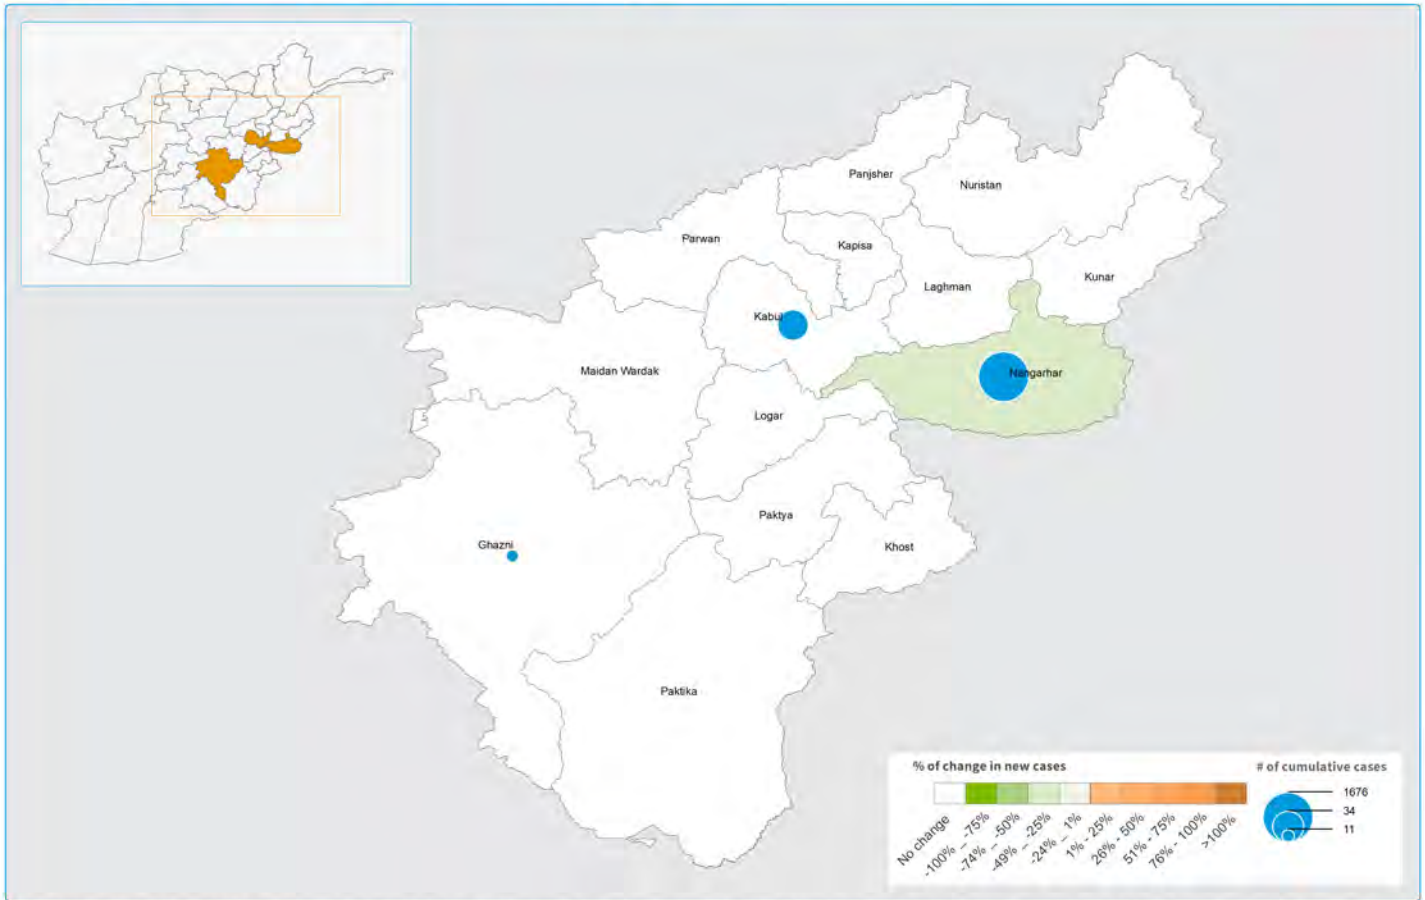 Panjsher
Nuristan
Parwan
Kapisa
Kunar
Laghman
Kabul
Maidan Wardak
Nangarhar
Logar
Paktya
Ghazni
Khost
Paktika
% of change in new cases
No change
-100% _ -75%
-74% _ -50%
-49% _ -25%
-24% _ 1%
1% - 25%
26% - 50%
51% - 75%
76% - 100%
>100%
# of cumulative cases
1676
34
11